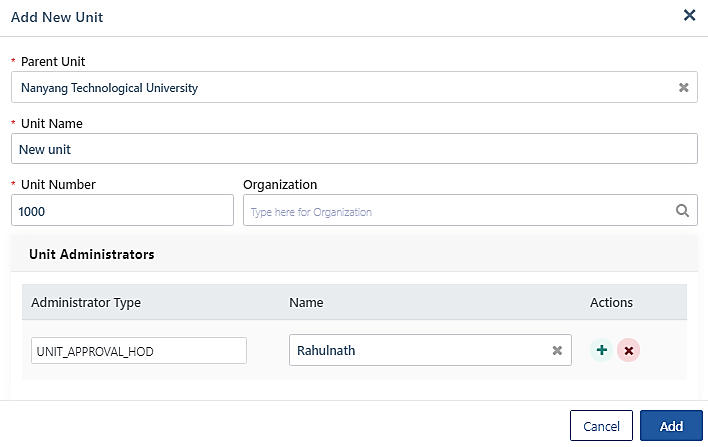 Add New Unit
* Parent Unit
Nanyang Technological University
* Unit Name
New unit
* Unit Number Organization
1000 Type here for Organization
Unit Administrators
Administrator Type Name Actions
UNIT_APPROVAL_HOD Rahulnath
Cancel Add